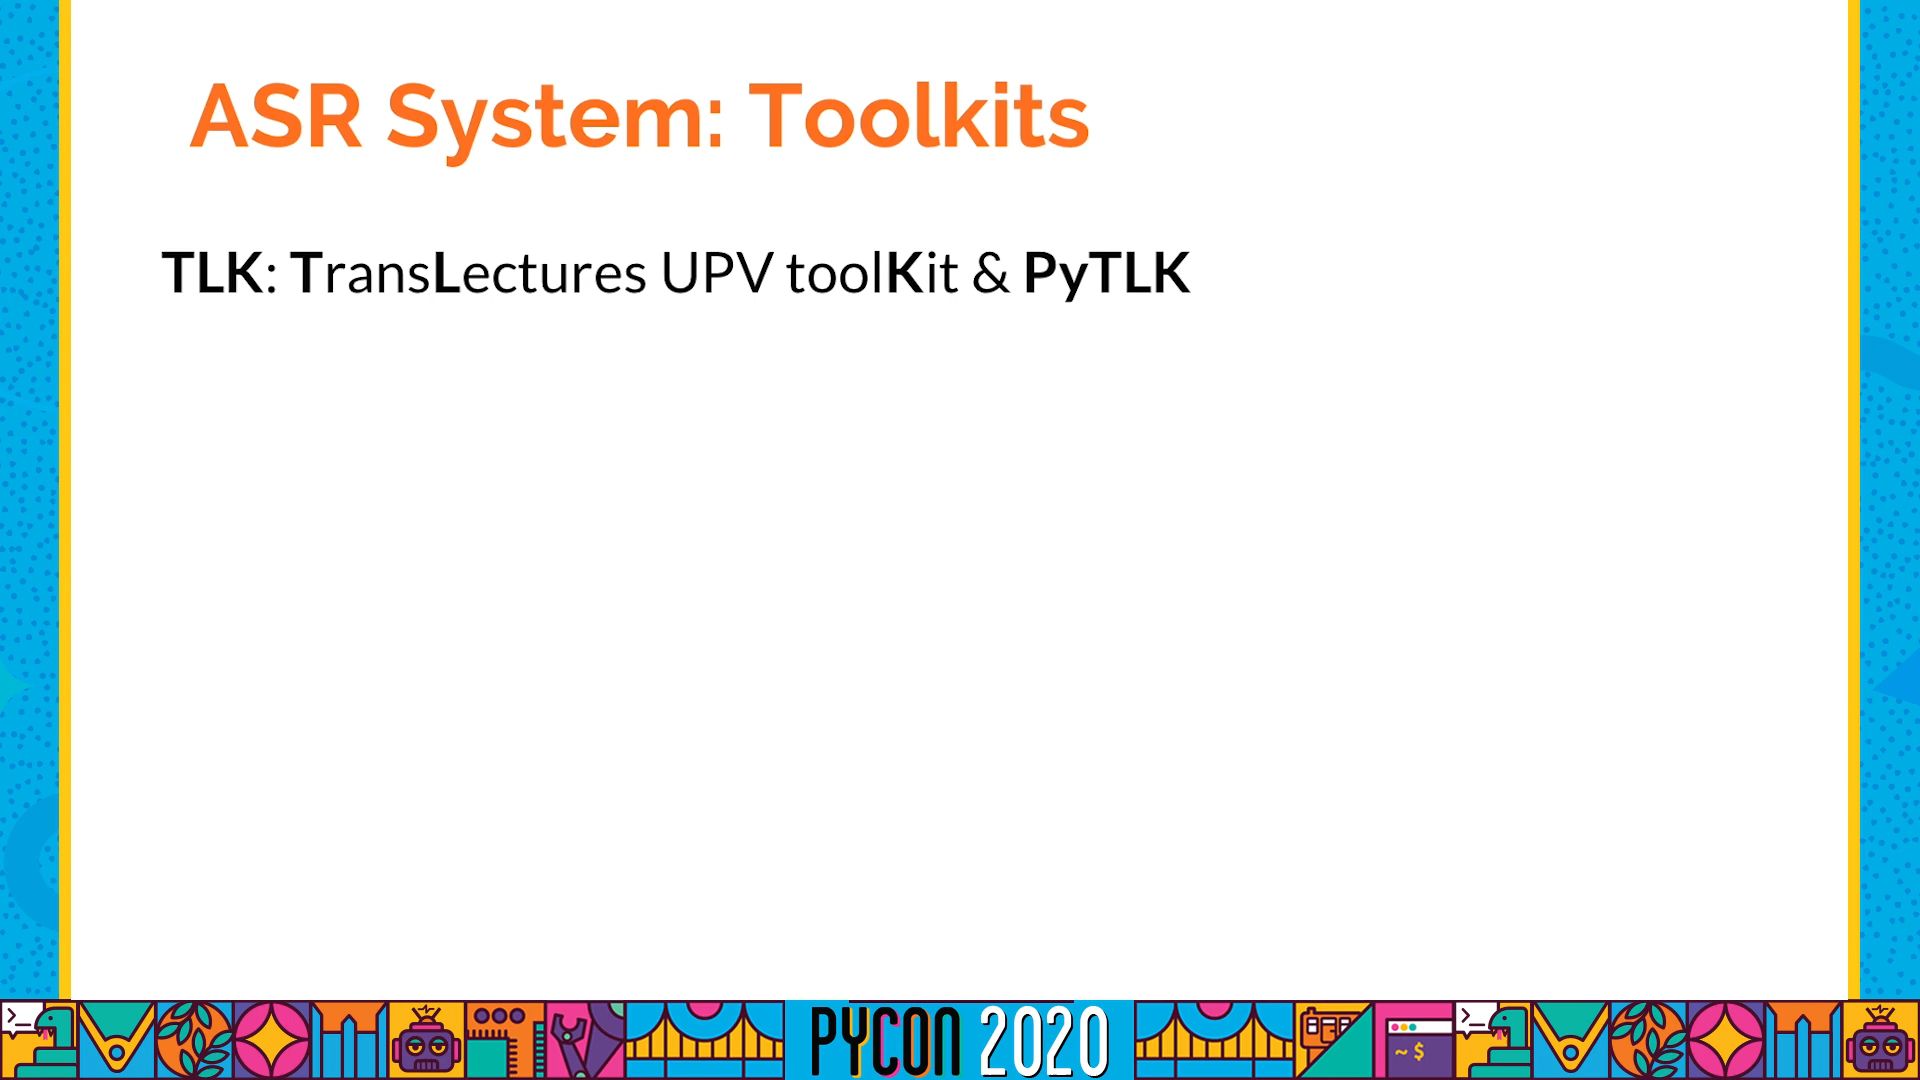 ASR System: Toolkits
TLK: TransLectures UPV toolKit & PyTLK
~ $
PYCON 2020